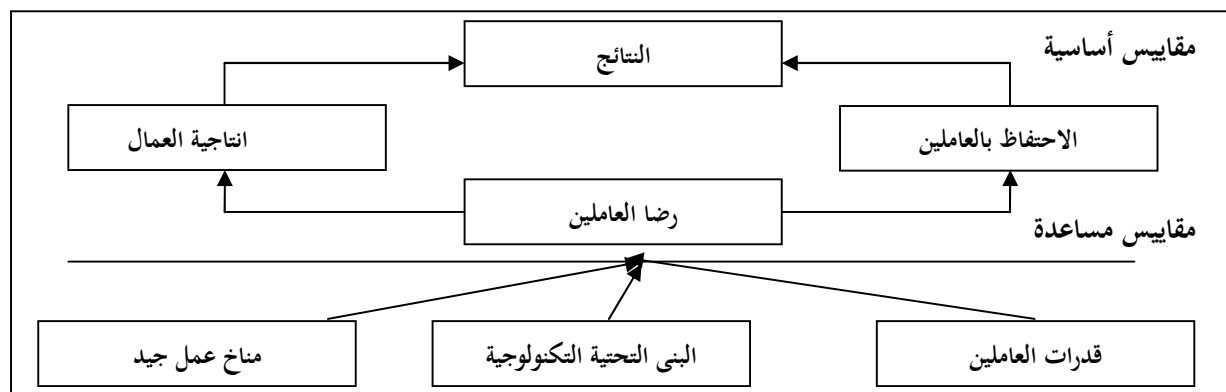 مقاييس أساسية
النتائج
الاحتفاظ بالعاملين
انتاجية العمال
رضا العاملين
مقاييس مساعدة
قدرات العاملين
البنى التحتية التكنولوجية
مناخ عمل جيد